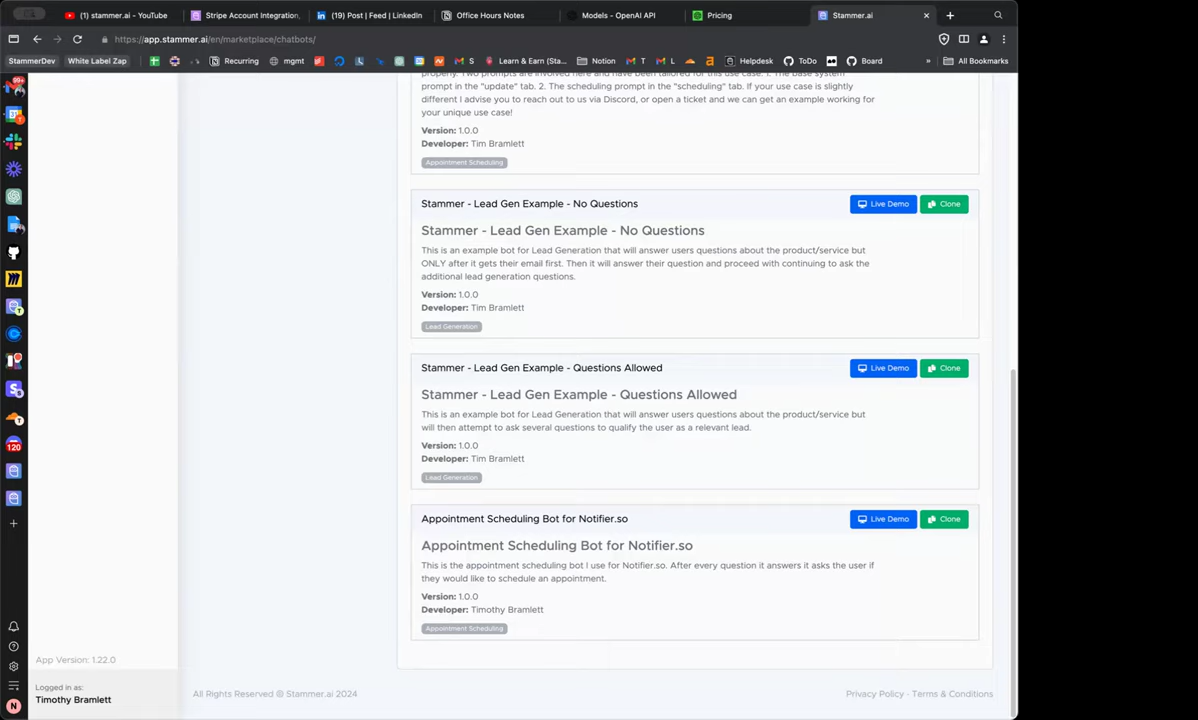 (1) stammer.ai - YouTube
Stripe Account Integration,
(19) Post | Feed | LinkedIn
Office Hours Notes
Models - OpenAI API
Pricing
Stammer.ai
https://app.stammer.ai/en/marketplace/chatbots/
StammerDev
White Label Zap
Recurring
mgmt
S
Learn & Earn (Sta...
Notion
T
L
Helpdesk
ToDo
Board
»
All Bookmarks
99+
properly. Two prompts are involved here and have been tailored for this use case. 1. The base system
prompt in the "update" tab. 2. The scheduling prompt in the "scheduling" tab. If your use case is slightly
different I advise you to reach out to us via Discord, or open a ticket and we can get an example working for
your unique use case!
Version: 1.0.0
Developer: Tim Bramlett
Appointment Scheduling
Stammer - Lead Gen Example - No Questions
Live Demo
Clone
Stammer - Lead Gen Example - No Questions
This is an example bot for Lead Generation that will answer users questions about the product/service but
ONLY after it gets their email first. Then it will answer their question and proceed with continuing to ask the
additional lead generation questions.
Version: 1.0.0
Developer: Tim Bramlett
Lead Generation
Stammer - Lead Gen Example - Questions Allowed
Live Demo
Clone
Stammer - Lead Gen Example - Questions Allowed
This is an example bot for Lead Generation that will answer users questions about the product/service but
will then attempt to ask several questions to qualify the user as a relevant lead.
Version: 1.0.0
Developer: Tim Bramlett
Lead Generation
120
Appointment Scheduling Bot for Notifier.so
Live Demo
Clone
Appointment Scheduling Bot for Notifier.so
This is the appointment scheduling bot I use for Notifier.so. After every question it answers it asks the user if
they would like to schedule an appointment.
Version: 1.0.0
Developer: Timothy Bramlett
Appointment Scheduling
App Version: 1.22.0
Logged in as:
Timothy Bramlett
N
All Rights Reserved © Stammer.ai 2024
Privacy Policy - Terms & Conditions